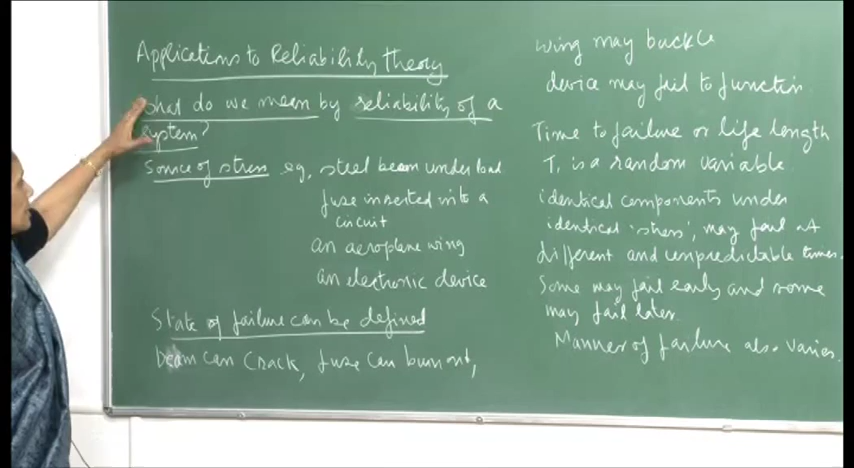 Applications to Reliability theory
What do we mean by reliability of a
system?
Source of stress eg, steel beam under load
fuse inserted into a
circuit
an aeroplane wing
an electronic device
State of failure can be defined
beam can crack, fuse can burn out,
wing may buckle
device may fail to function
Time to failure or life length
T, is a random variable
identical components under
identical 'stress', may fail at
different and unpredictable times.
Some may fail early and some
may fail later.
Manner of failure also varies.